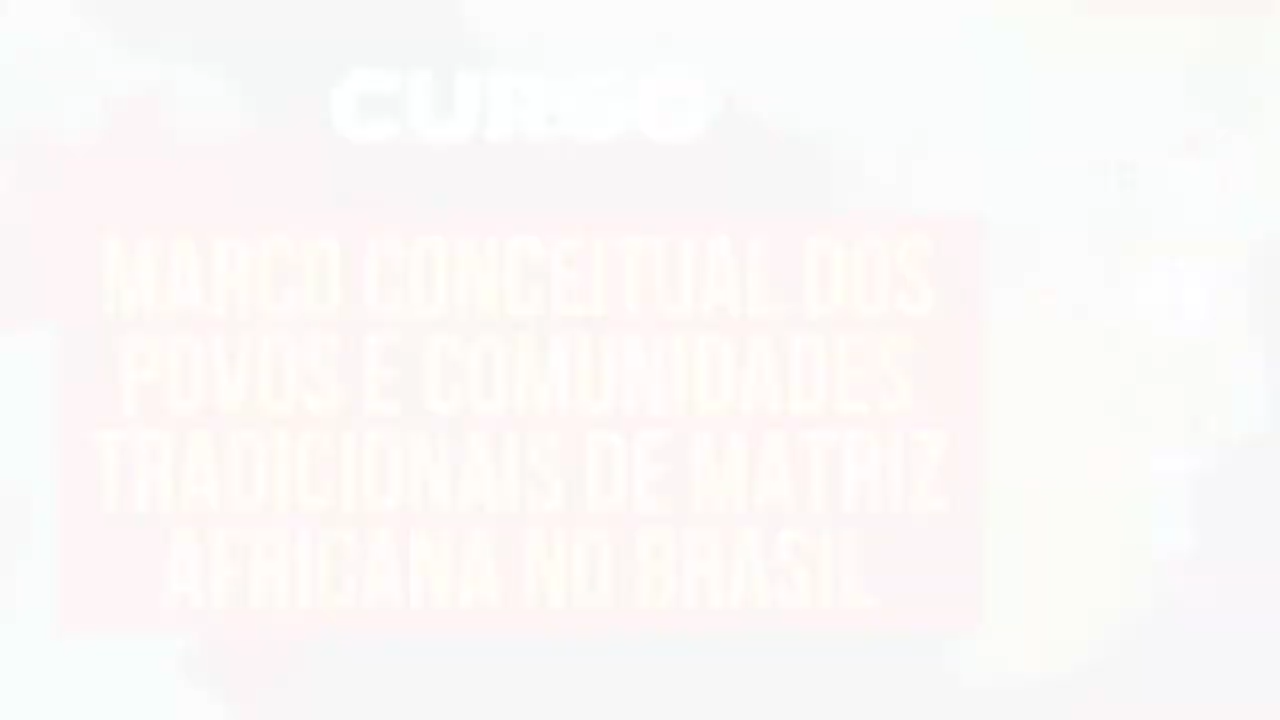 CURSO
MARCO CONCEITUAL DOS
POVOS E COMUNIDADES
TRADICIONAIS DE MATRIZ
AFRICANA NO BRASIL